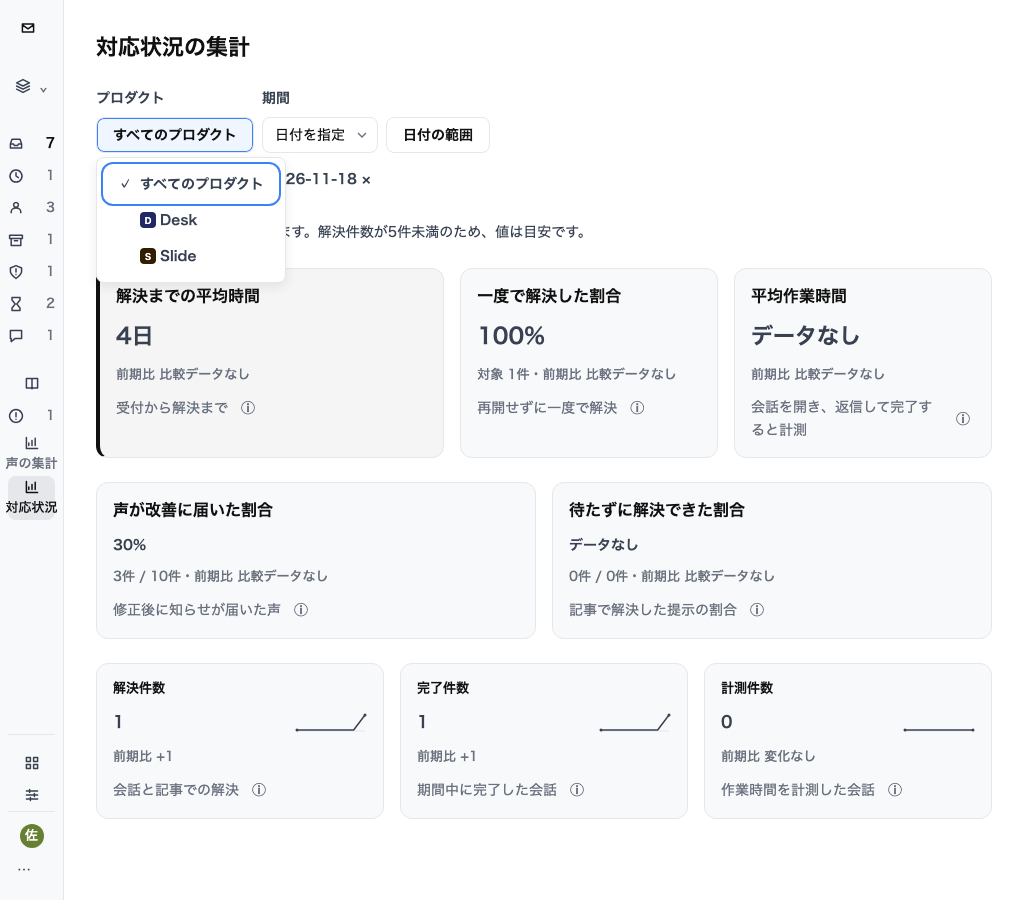 対応状況の集計
プロダクト
期間
すべてのプロダクト
日付を指定
日付の範囲
✓ すべてのプロダクト
D Desk
S Slide
26-11-18 ×
ます。解決件数が5件未満のため、値は目安です。
7
1
3
1
1
2
1
1
声の集計
対応状況
佐
…
解決までの平均時間
4日
前期比 比較データなし
受付から解決まで
一度で解決した割合
100%
対象 1件・前期比 比較データなし
再開せずに一度で解決
平均作業時間
データなし
前期比 比較データなし
会話を開き、返信して完了す
ると計測
声が改善に届いた割合
30%
3件 / 10件・前期比 比較データなし
修正後に知らせが届いた声
待たずに解決できた割合
データなし
0件 / 0件・前期比 比較データなし
記事で解決した提示の割合
解決件数
1
前期比 +1
会話と記事での解決
完了件数
1
前期比 +1
期間中に完了した会話
計測件数
0
前期比 変化なし
作業時間を計測した会話